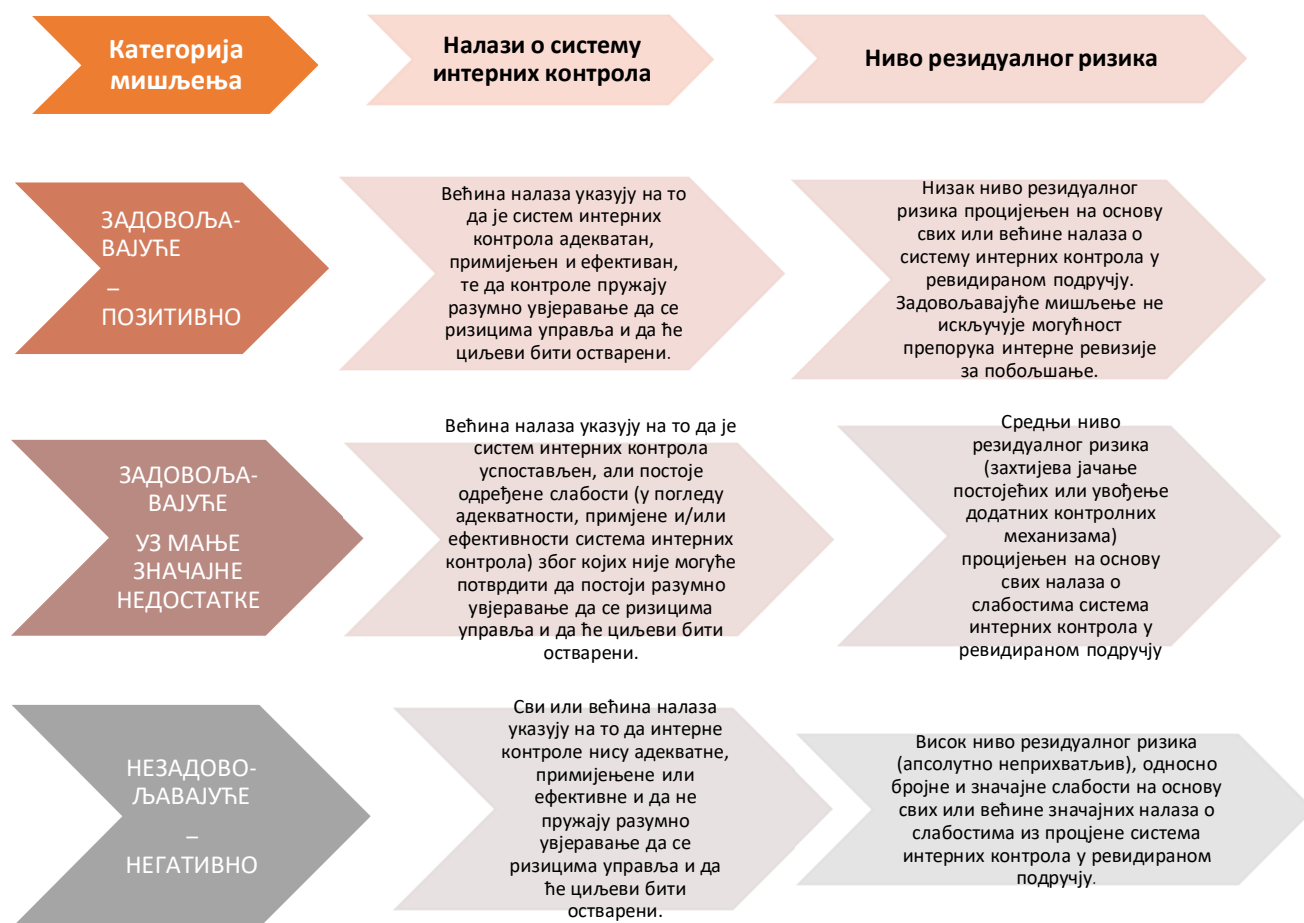 Категорија
мишљења
Налази о систему
интерних контрола
Ниво резидуалног ризика
ЗАДОВОЉА-
ВАЈУЋЕ
–
ПОЗИТИВНО
Већина налаза указују на то
да је систем интерних
контрола адекватан,
примијењен и ефективан,
те да контроле пружају
разумно увјеравање да се
ризицима управља и да ће
циљеви бити остварени.
Низак ниво резидуалног
ризика процијењен на основу
свих или већине налаза о
систему интерних контрола у
ревидираном подручју.
Задовољавајуће мишљење не
искључује могућност
препорука интерне ревизије
за побољшање.
ЗАДОВОЉА-
ВАЈУЋЕ
УЗ МАЊЕ
ЗНАЧАЈНЕ
НЕДОСТАТКЕ
Већина налаза указују на то да је
систем интерних контрола
успостављен, али постоје
одређене слабости (у погледу
адекватности, примјене и/или
ефективности система интерних
контрола) због којих није могуће
потврдити да постоји разумно
увјеравање да се ризицима
управља и да ће циљеви бити
остварени.
Средњи ниво
резидуалног ризика
(захтијева јачање
постојећих или увођење
додатних контролних
механизама)
процијењен на основу
свих налаза о
слабостима система
интерних контрола у
ревидираном подручју
НЕЗАДОВО-
ЉАВАЈУЋЕ
–
НЕГАТИВНО
Сви или већина налаза
указују на то да интерне
контроле нису адекватне,
примијењене или
ефективне и да не
пружају разумно
увјеравање да се
ризицима управља и да
ће циљеви бити
остварени.
Висок ниво резидуалног ризика
(апсолутно неприхватљив), односно
бројне и значајне слабости на основу
свих или већине значајних налаза о
слабостима из процјене система
интерних контрола у ревидираном
подручју.